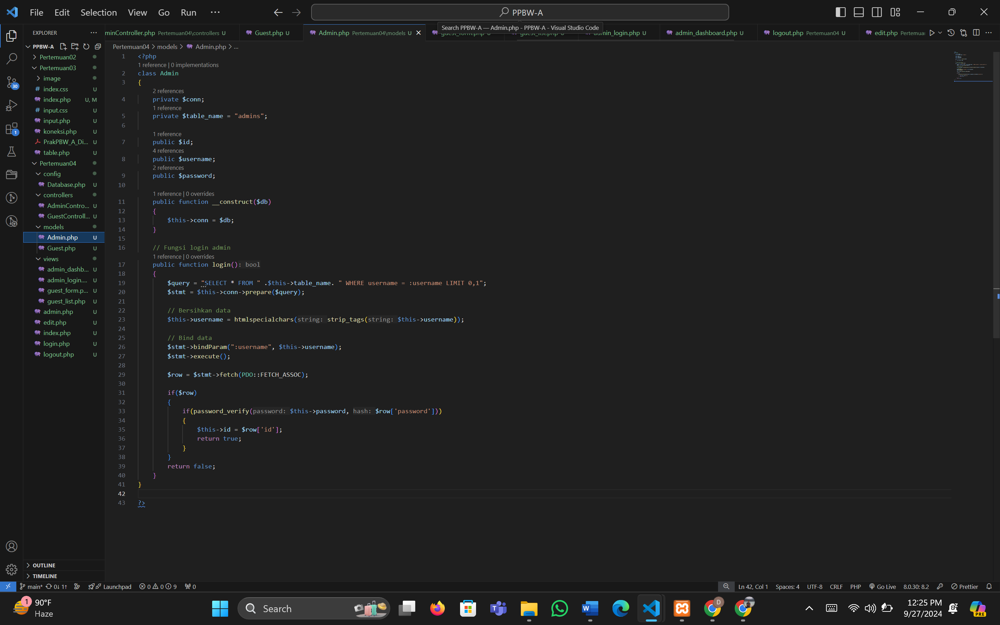 File Edit Selection View Go Run ···
PPBW-A
Search PPBW-A — Admin.php - PPBW-A - Visual Studio Code
EXPLORER
minController.php Pertemuan04\controllers U
Guest.php U
Admin.php Pertemuan04\models U
guest_form.php U
guest_list.php U
admin_login.php U
admin_dashboard.php U
logout.php Pertemuan04 U
edit.php Pertemuan
PPBW-A
Pertemuan02
Pertemuan03
image
# index.css U
index.php U, M
# input.css U
input.php U
koneksi.php U
PrakPBW_A_Di... U
table.php U
Pertemuan04
config
Database.php U
controllers
AdminContro... U
GuestControll... U
models
Admin.php U
Guest.php U
views
admin_dashb... U
admin_login.... U
guest_form.p... U
guest_list.php U
admin.php U
edit.php U
index.php U
login.php U
logout.php U
OUTLINE
TIMELINE
30
1
Pertemuan04 > models > Admin.php > ...
1 <?php
1 reference | 0 implementations
2 class Admin
3 {
2 references
4 private $conn;
1 reference
5 private $table_name = "admins";
6
1 reference
7 public $id;
4 references
8 public $username;
2 references
9 public $password;
10
1 reference | 0 overrides
11 public function __construct($db)
12 {
13 $this->conn = $db;
14 }
15
16 // Fungsi login admin
1 reference | 0 overrides
17 public function login(): bool
18 {
19 $query = "SELECT * FROM " .$this->table_name. " WHERE username = :username LIMIT 0,1";
20 $stmt = $this->conn->prepare($query);
21
22 // Bersihkan data
23 $this->username = htmlspecialchars(string: strip_tags(string: $this->username));
24
25 // Bind data
26 $stmt->bindParam(":username", $this->username);
27 $stmt->execute();
28
29 $row = $stmt->fetch(PDO::FETCH_ASSOC);
30
31 if($row)
32 {
33 if(password_verify(password: $this->password, hash: $row['password']))
34 {
35 $this->id = $row['id'];
36 return true;
37 }
38 }
39 return false;
40 }
41 }
42
43 ?>
main* 0↓ 1↑ Launchpad 0 0 9 0
Ln 42, Col 1 Spaces: 4 UTF-8 CRLF PHP Go Live 8.0.30: 8.2 Prettier
1 90°F
Haze
Search
12:25 PM
9/27/2024
D
PRE